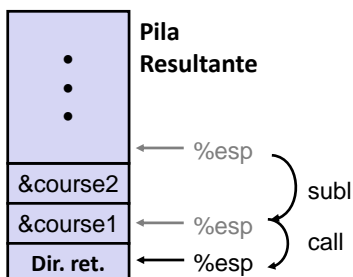 Pila
Resultante
%esp
&course2
subl
&course1
%esp
call
Dir. ret.
%esp